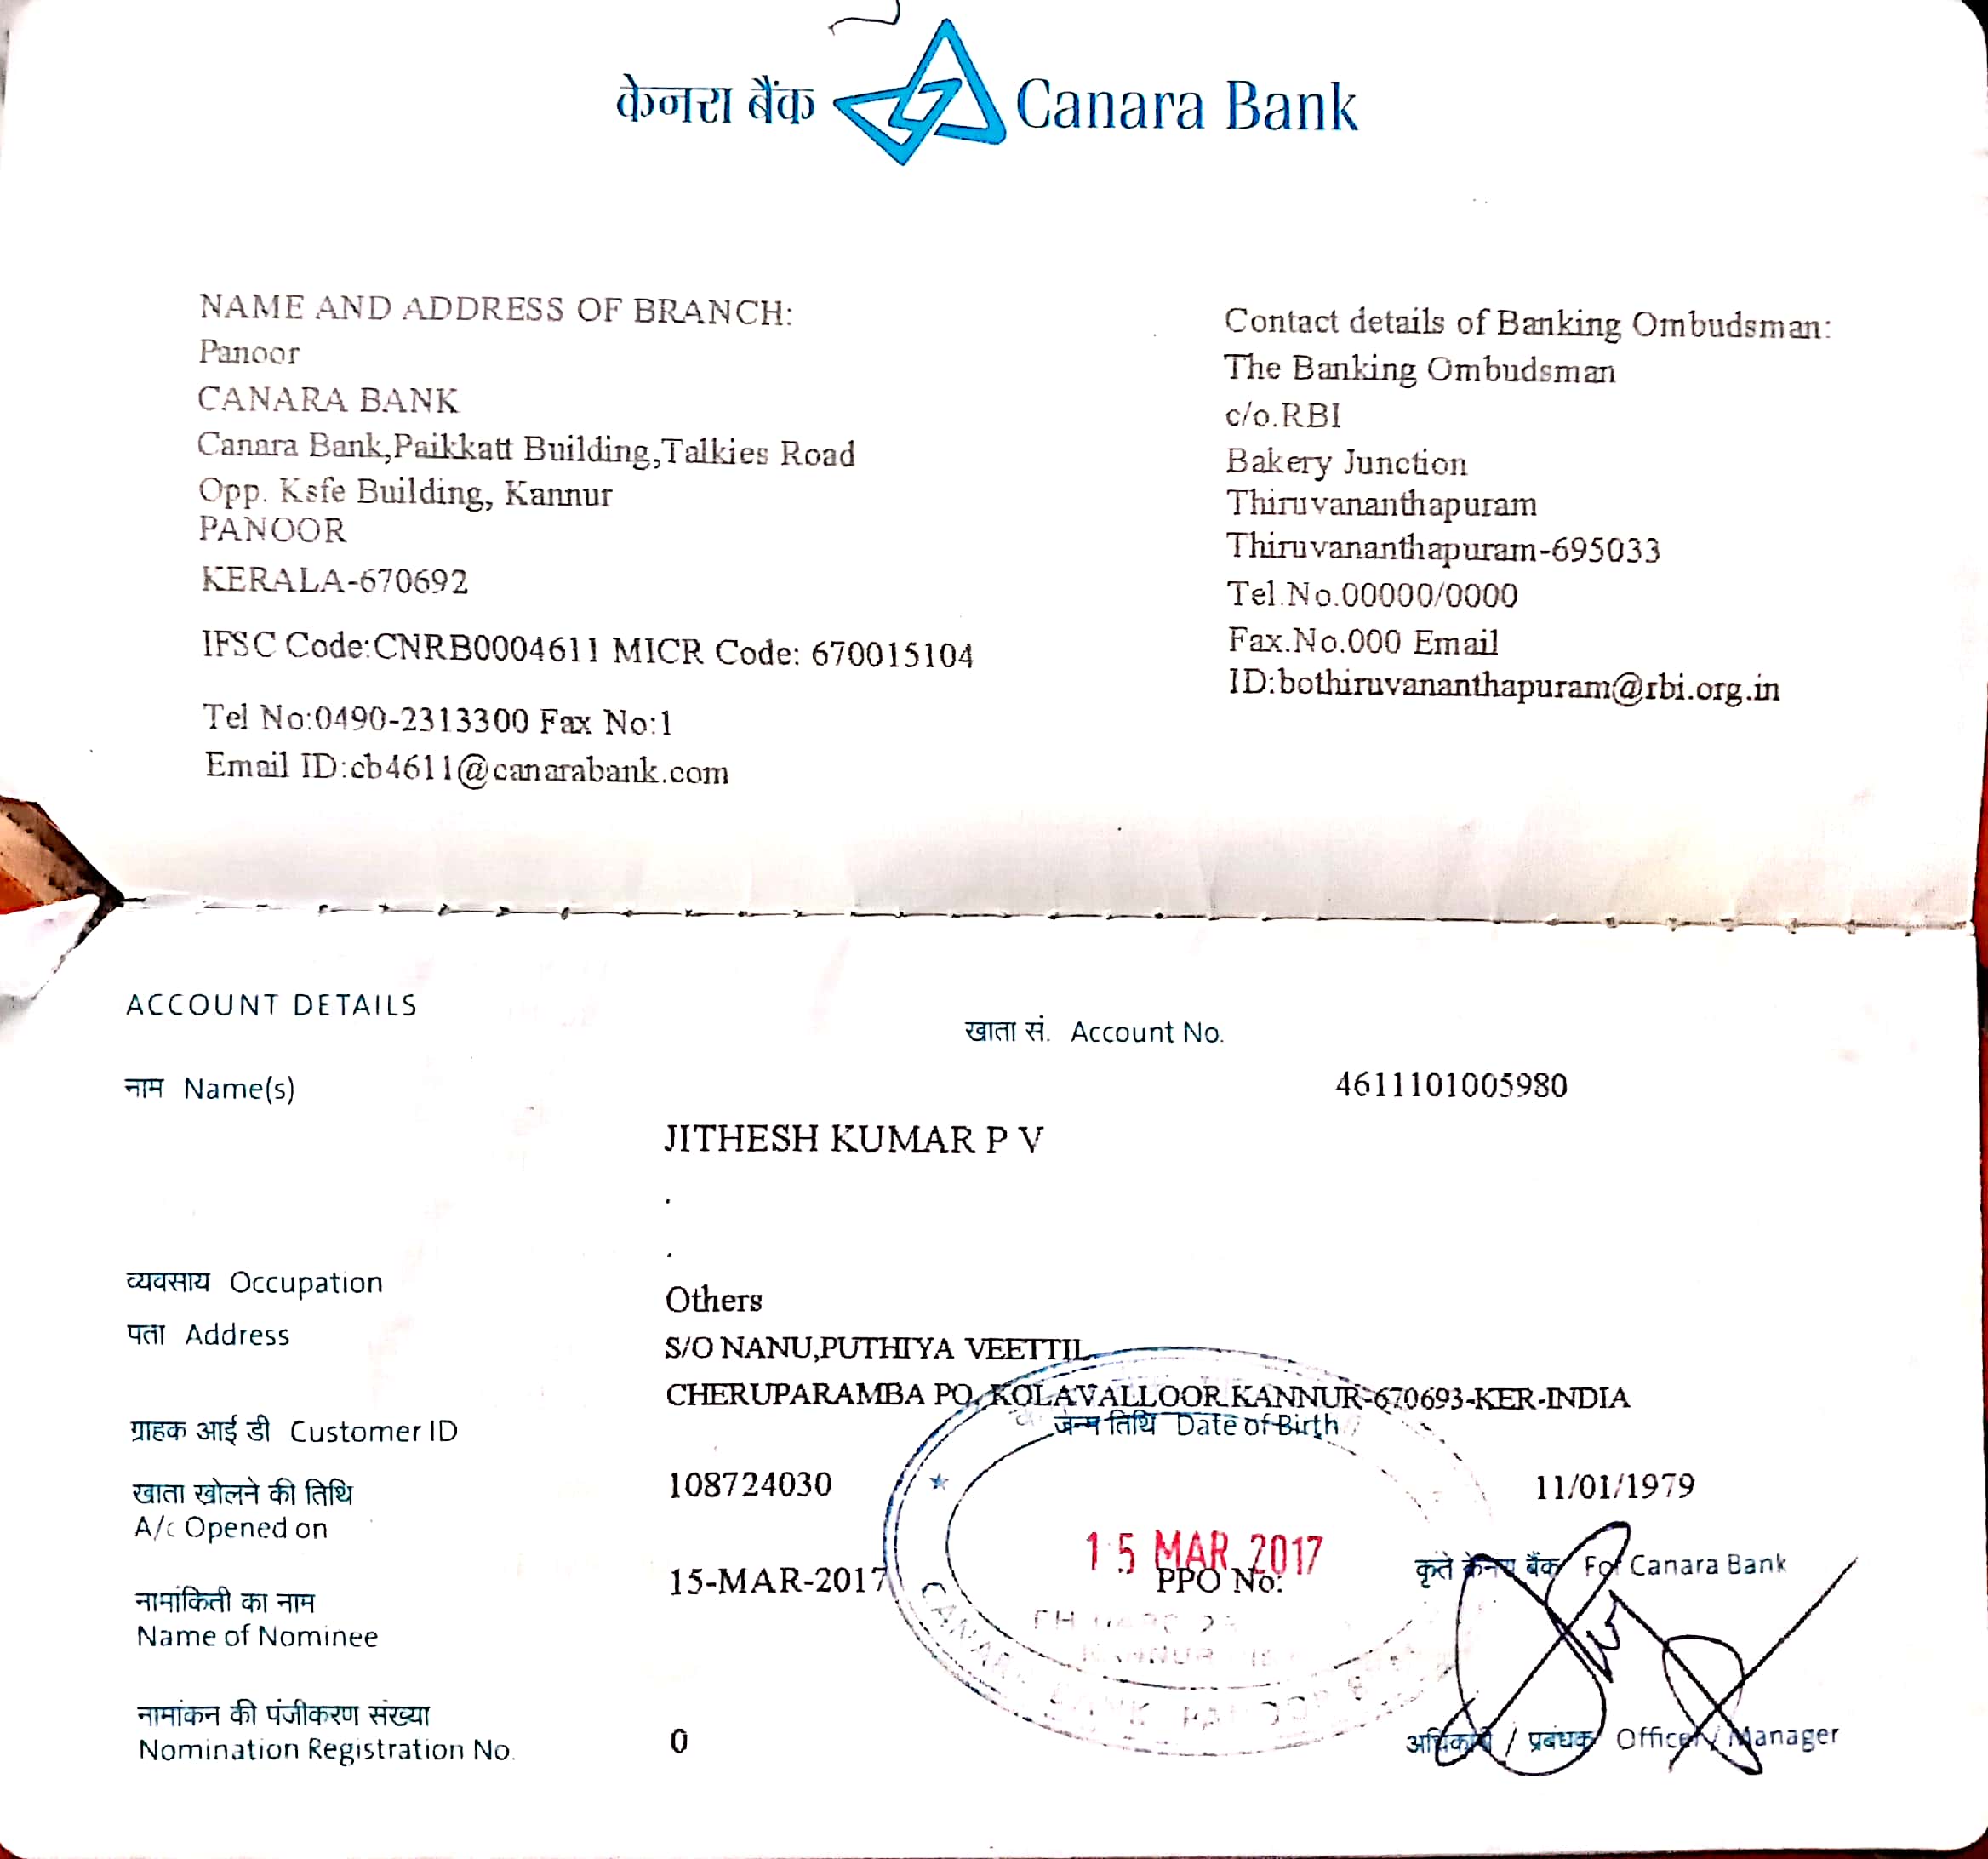 केनरा बैंक Canara Bank
NAME AND ADDRESS OF BRANCH:
Panoor
CANARA BANK
Canara Bank,Paikkatt Building,Talkies Road
Opp. Ksfe Building, Kannur
PANOOR
KERALA-670692
IFSC Code:CNRB0004611 MICR Code: 670015104
Tel No:0490-2313300 Fax No:1
Email ID:cb4611@canarabank.com
Contact details of Banking Ombudsman:
The Banking Ombudsman
c/o.RBI
Bakery Junction
Thiruvananthapuram
Thiruvananthapuram-695033
Tel.No.00000/0000
Fax.No.000 Email
ID:bothiruvananthapuram@rbi.org.in
ACCOUNT DETAILS
खाता सं. Account No.
4611101005980
नाम Name(s)
JITHESH KUMAR P V
.
.
व्यवसाय Occupation
Others
पता Address
S/O NANU,PUTHIYA VEETTIL
CHERUPARAMBA PO, KOLAVALLOOR KANNUR-670693-KER-INDIA
ग्राहक आई डी Customer ID
108724030
जन्म तिथि Date of Birth
11/01/1979
खाता खोलने की तिथि
A/c Opened on
15-MAR-2017
15 MAR 2017
PPO No:
कृते केनरा बैंक For Canara Bank
नामांकिती का नाम
Name of Nominee
नामांकन की पंजीकरण संख्या
Nomination Registration No.
0
अधिकारी / प्रबंधक Officer / Manager